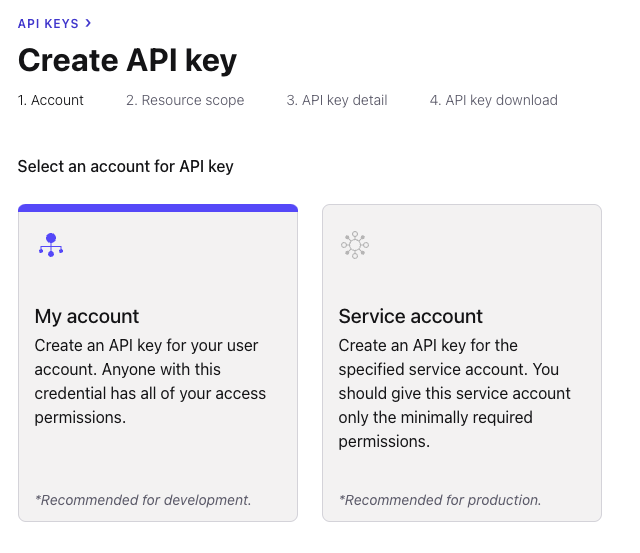 API KEYS >
Create API key
1. Account 2. Resource scope 3. API key detail 4. API key download
Select an account for API key
My account
Create an API key for your user
account. Anyone with this
credential has all of your access
permissions.
*Recommended for development.
Service account
Create an API key for the
specified service account. You
should give this service account
only the minimally required
permissions.
*Recommended for production.